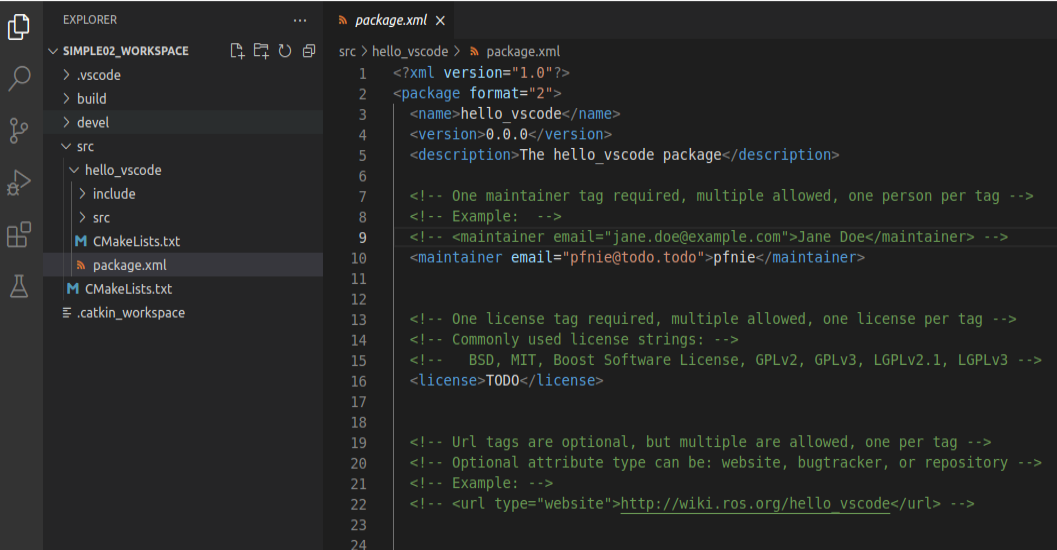 EXPLORER
SIMPLE02_WORKSPACE
.vscode
build
devel
src
hello_vscode
include
src
CMakeLists.txt
package.xml
CMakeLists.txt
.catkin_workspace
package.xml
src > hello_vscode > package.xml
1 <?xml version="1.0"?>
2 <package format="2">
3 <name>hello_vscode</name>
4 <version>0.0.0</version>
5 <description>The hello_vscode package</description>
6
7 <!-- One maintainer tag required, multiple allowed, one person per tag -->
8 <!-- Example:  -->
9 <!-- <maintainer email="jane.doe@example.com">Jane Doe</maintainer> -->
10 <maintainer email="pfnie@todo.todo">pfnie</maintainer>
11
12
13 <!-- One license tag required, multiple allowed, one license per tag -->
14 <!-- Commonly used license strings: -->
15 <!--   BSD, MIT, Boost Software License, GPLv2, GPLv3, LGPLv2.1, LGPLv3 -->
16 <license>TODO</license>
17
18
19 <!-- Url tags are optional, but multiple are allowed, one per tag -->
20 <!-- Optional attribute type can be: website, bugtracker, or repository -->
21 <!-- Example: -->
22 <!-- <url type="website">http://wiki.ros.org/hello_vscode</url> -->
23
24